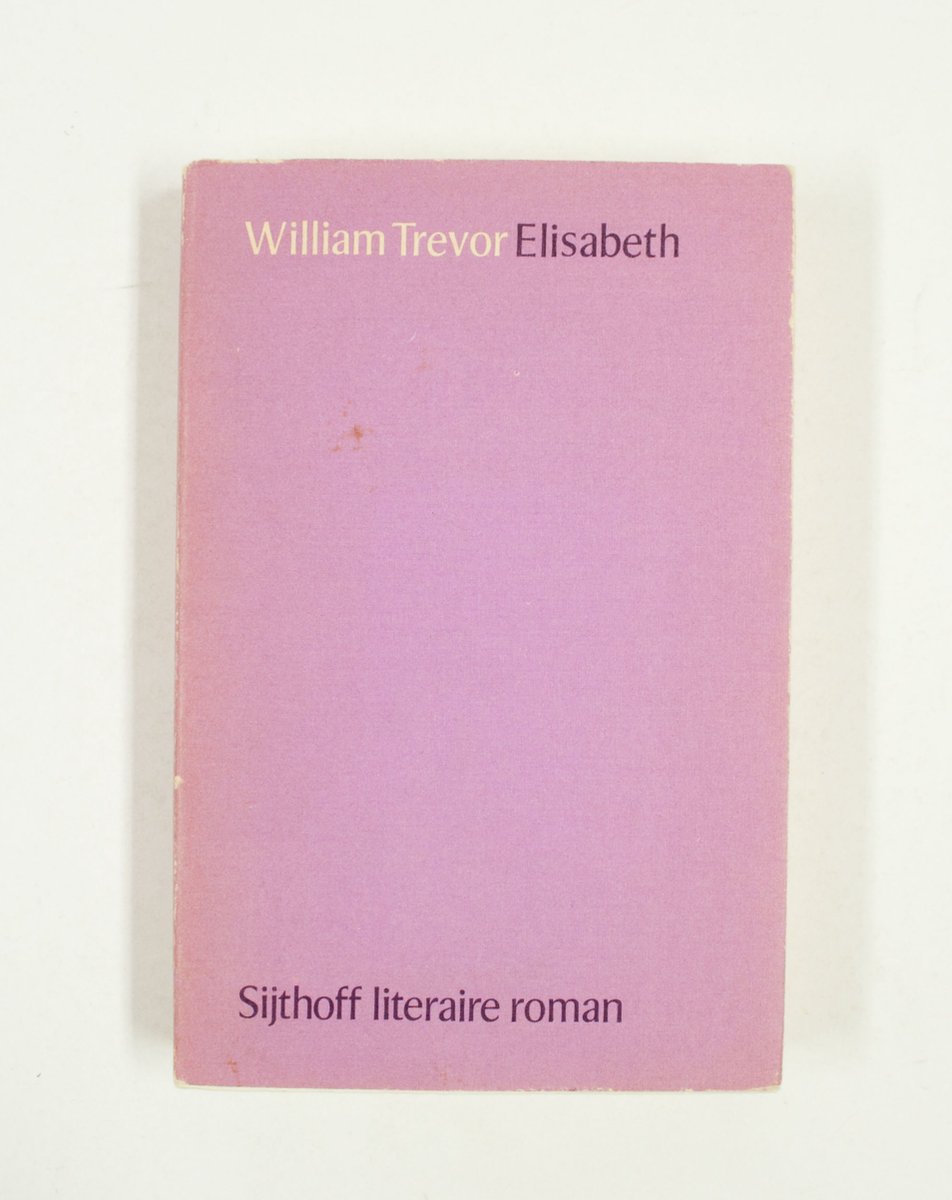 William Trevor Elisabeth
Sijthoff literaire roman